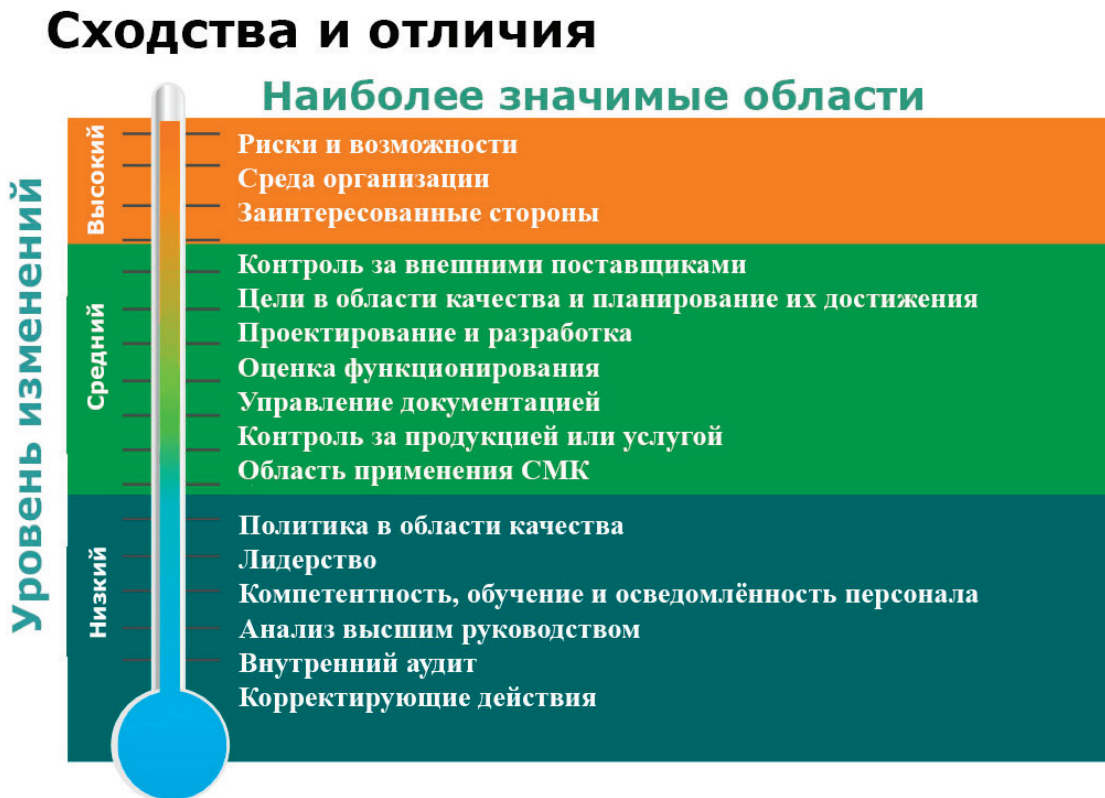 Сходства и отличия
Наиболее значимые области
Уровень изменений
Высокий
Риски и возможности
Среда организации
Заинтересованные стороны
Средний
Контроль за внешними поставщиками
Цели в области качества и планирование их достижения
Проектирование и разработка
Оценка функционирования
Управление документацией
Контроль за продукцией или услугой
Область применения СМК
Низкий
Политика в области качества
Лидерство
Компетентность, обучение и осведомлённость персонала
Анализ высшим руководством
Внутренний аудит
Корректирующие действия